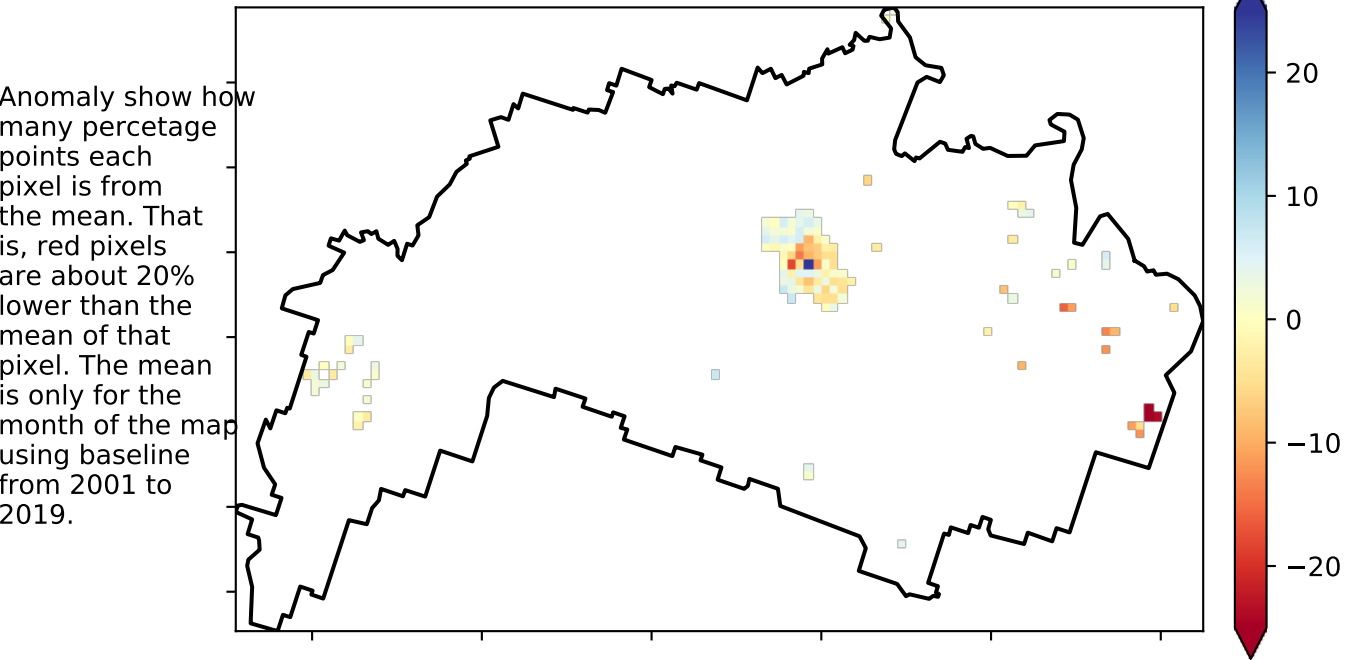 Anomaly show how
many percetage
points each
pixel is from
the mean. That
is, red pixels
are about 20%
lower than the
mean of that
pixel. The mean
is only for the
month of the map
using baseline
from 2001 to
2019.
20
10
0
−10
−20